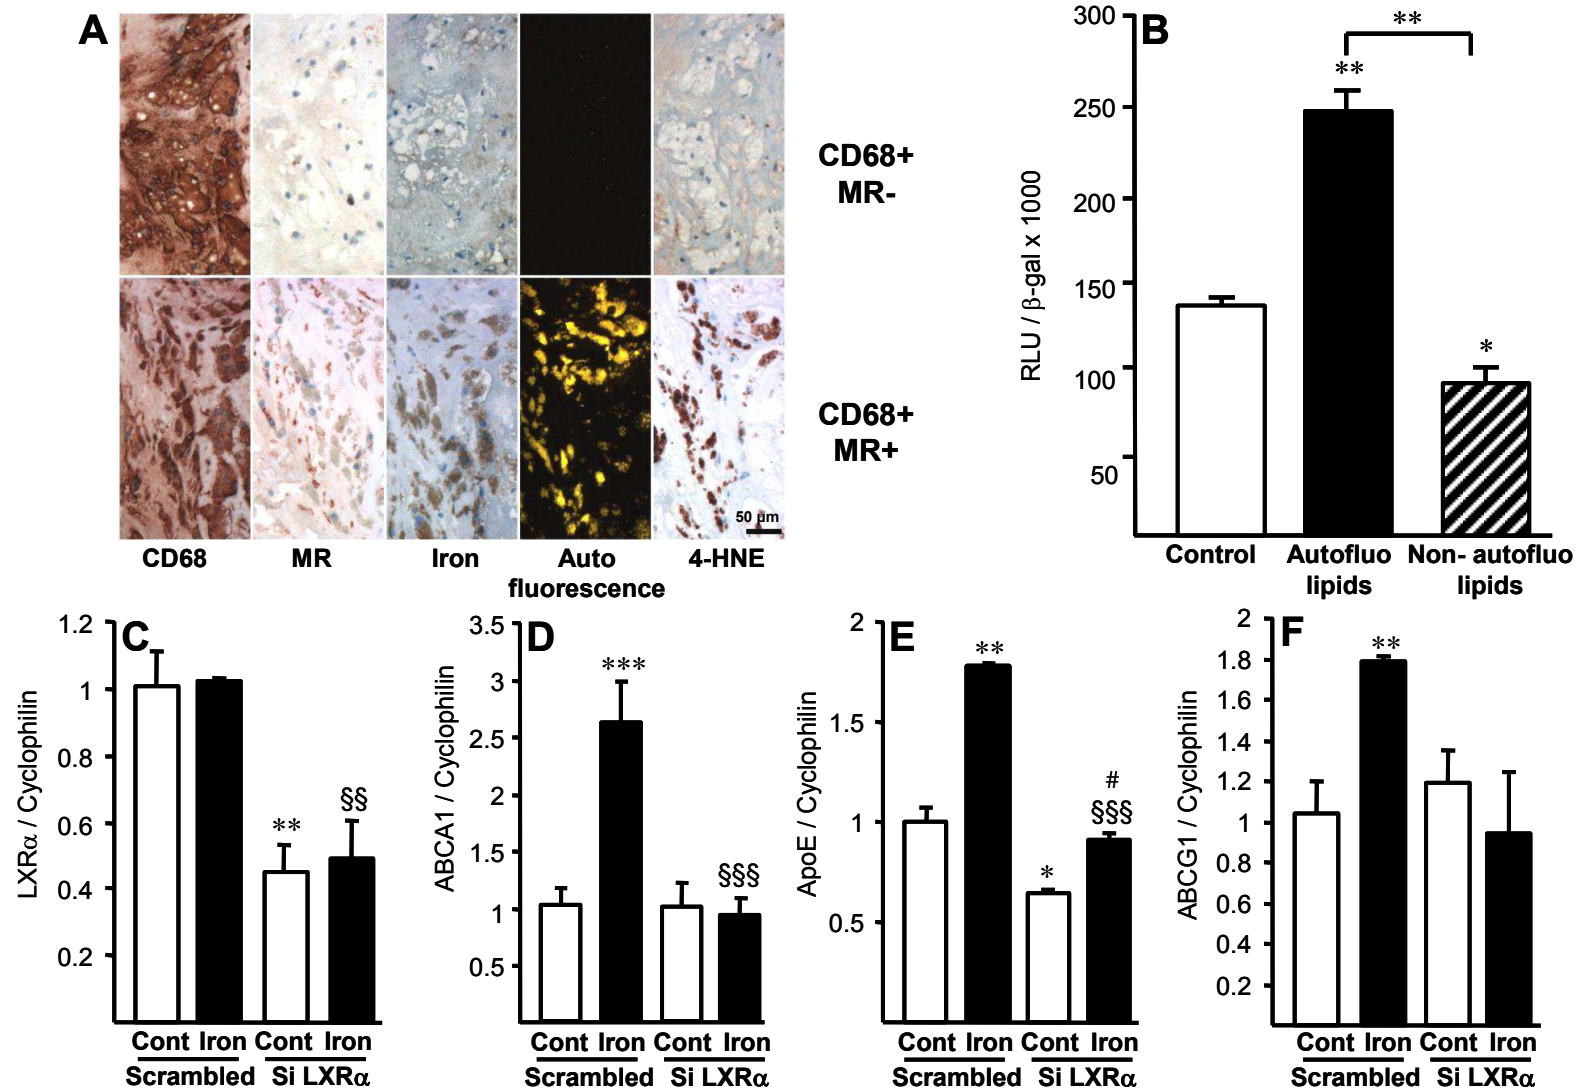 A
CD68+
MR-
CD68+
MR+
50 µm
CD68 MR Iron Auto fluorescence 4-HNE
B
RLU / β-gal x 1000
300
250
200
150
100
50
**
**
*
Control Autofluo lipids Non- autofluo lipids
C
LXRα / Cyclophilin
1.2
1
0.8
0.6
0.4
0.2
**
§§
Cont Iron Cont Iron
Scrambled Si LXRα
D
ABCA1 / Cyclophilin
3.5
3
2.5
2
1.5
1
0.5
***
§§§
Cont Iron Cont Iron
Scrambled Si LXRα
E
ApoE / Cyclophilin
2
1.5
1
0.5
**
*
#
§§§
Cont Iron Cont Iron
Scrambled Si LXRα
F
ABCG1 / Cyclophilin
2
1.8
1.6
1.4
1.2
1
0.8
0.6
0.4
0.2
**
Cont Iron Cont Iron
Scrambled Si LXRα